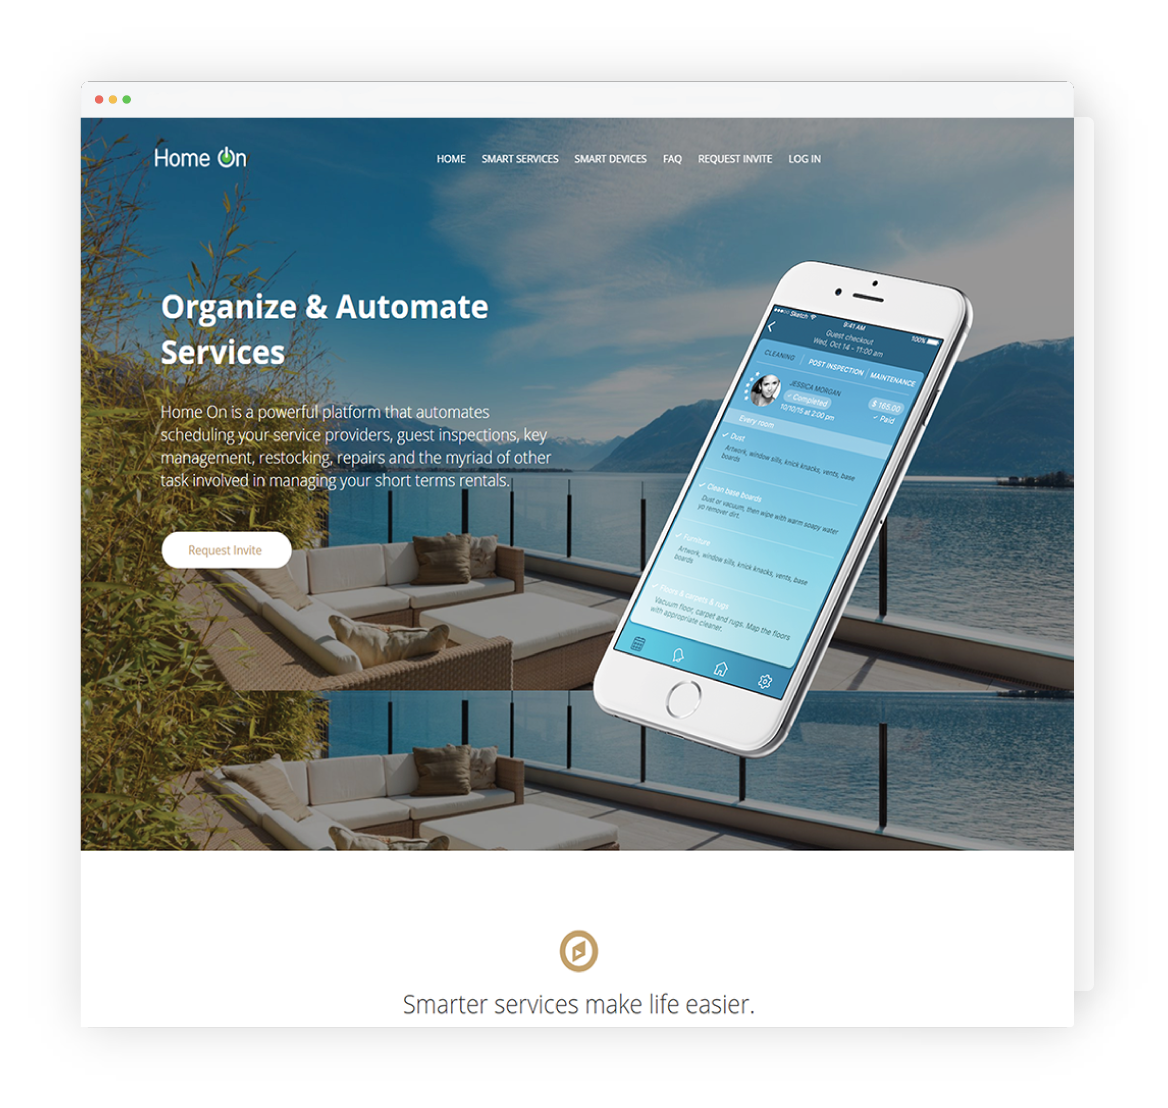 Home On
HOME SMART SERVICES SMART DEVICES FAQ REQUEST INVITE LOG IN
Organize & Automate
Services
Home On is a powerful platform that automates
scheduling your service providers, guest inspections, key
management, restocking, repairs and the myriad of other
task involved in managing your short terms rentals.
Request Invite
Sketch 9:41 AM 100%
Guest checkout
Wed, Oct 14 - 11:00 am
CLEANING POST INSPECTION MAINTENANCE
JESSICA MORGAN
Completed $ 165.00
10/10/15 at 2:00 pm Paid
Every room
Dust
Artwork, window sills, knick knacks, vents, base
boards
Clean base boards
Dust or vacuum, then wipe with warm soapy water
yo remover dirt.
Furniture
Artwork, window sills, knick knacks, vents, base
boards
Floors & carpets & rugs
Vacuum floor, carpet and rugs. Map the floors
with appropriate cleaner.
Smarter services make life easier.